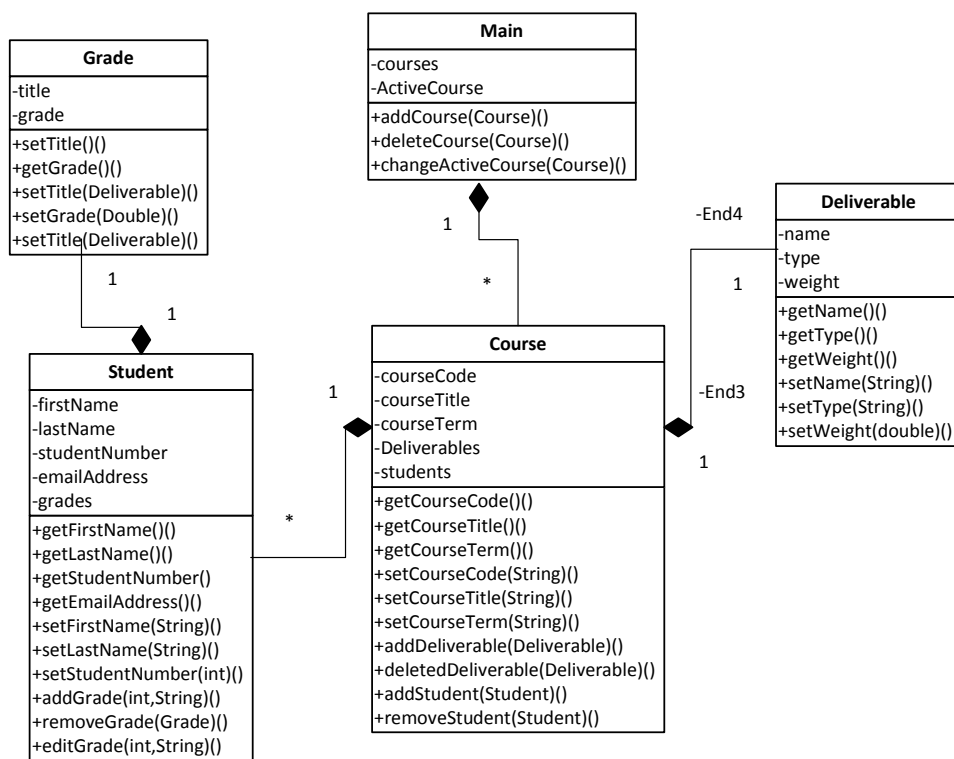 Grade
-title
-grade
+setTitle()()
+getGrade()()
+setTitle(Deliverable)()
+setGrade(Double)()
+setTitle(Deliverable)()
1
1
Main
-courses
-ActiveCourse
+addCourse(Course)()
+deleteCourse(Course)()
+changeActiveCourse(Course)()
1
*
Deliverable
-name
-type
-weight
+getName()()
+getType()()
+getWeight()()
+setName(String)()
+setType(String)()
+setWeight(double)()
-End4
1
-End3
1
Student
-firstName
-lastName
-studentNumber
-emailAddress
-grades
+getFirstName()()
+getLastName()()
+getStudentNumber()
+getEmailAddress()()
+setFirstName(String)()
+setLastName(String)()
+setStudentNumber(int)()
+addGrade(int,String)()
+removeGrade(Grade)()
+editGrade(int,String)()
1
*
Course
-courseCode
-courseTitle
-courseTerm
-Deliverables
-students
+getCourseCode()()
+getCourseTitle()()
+getCourseTerm()()
+setCourseCode(String)()
+setCourseTitle(String)()
+setCourseTerm(String)()
+addDeliverable(Deliverable)()
+deletedDeliverable(Deliverable)()
+addStudent(Student)()
+removeStudent(Student)()